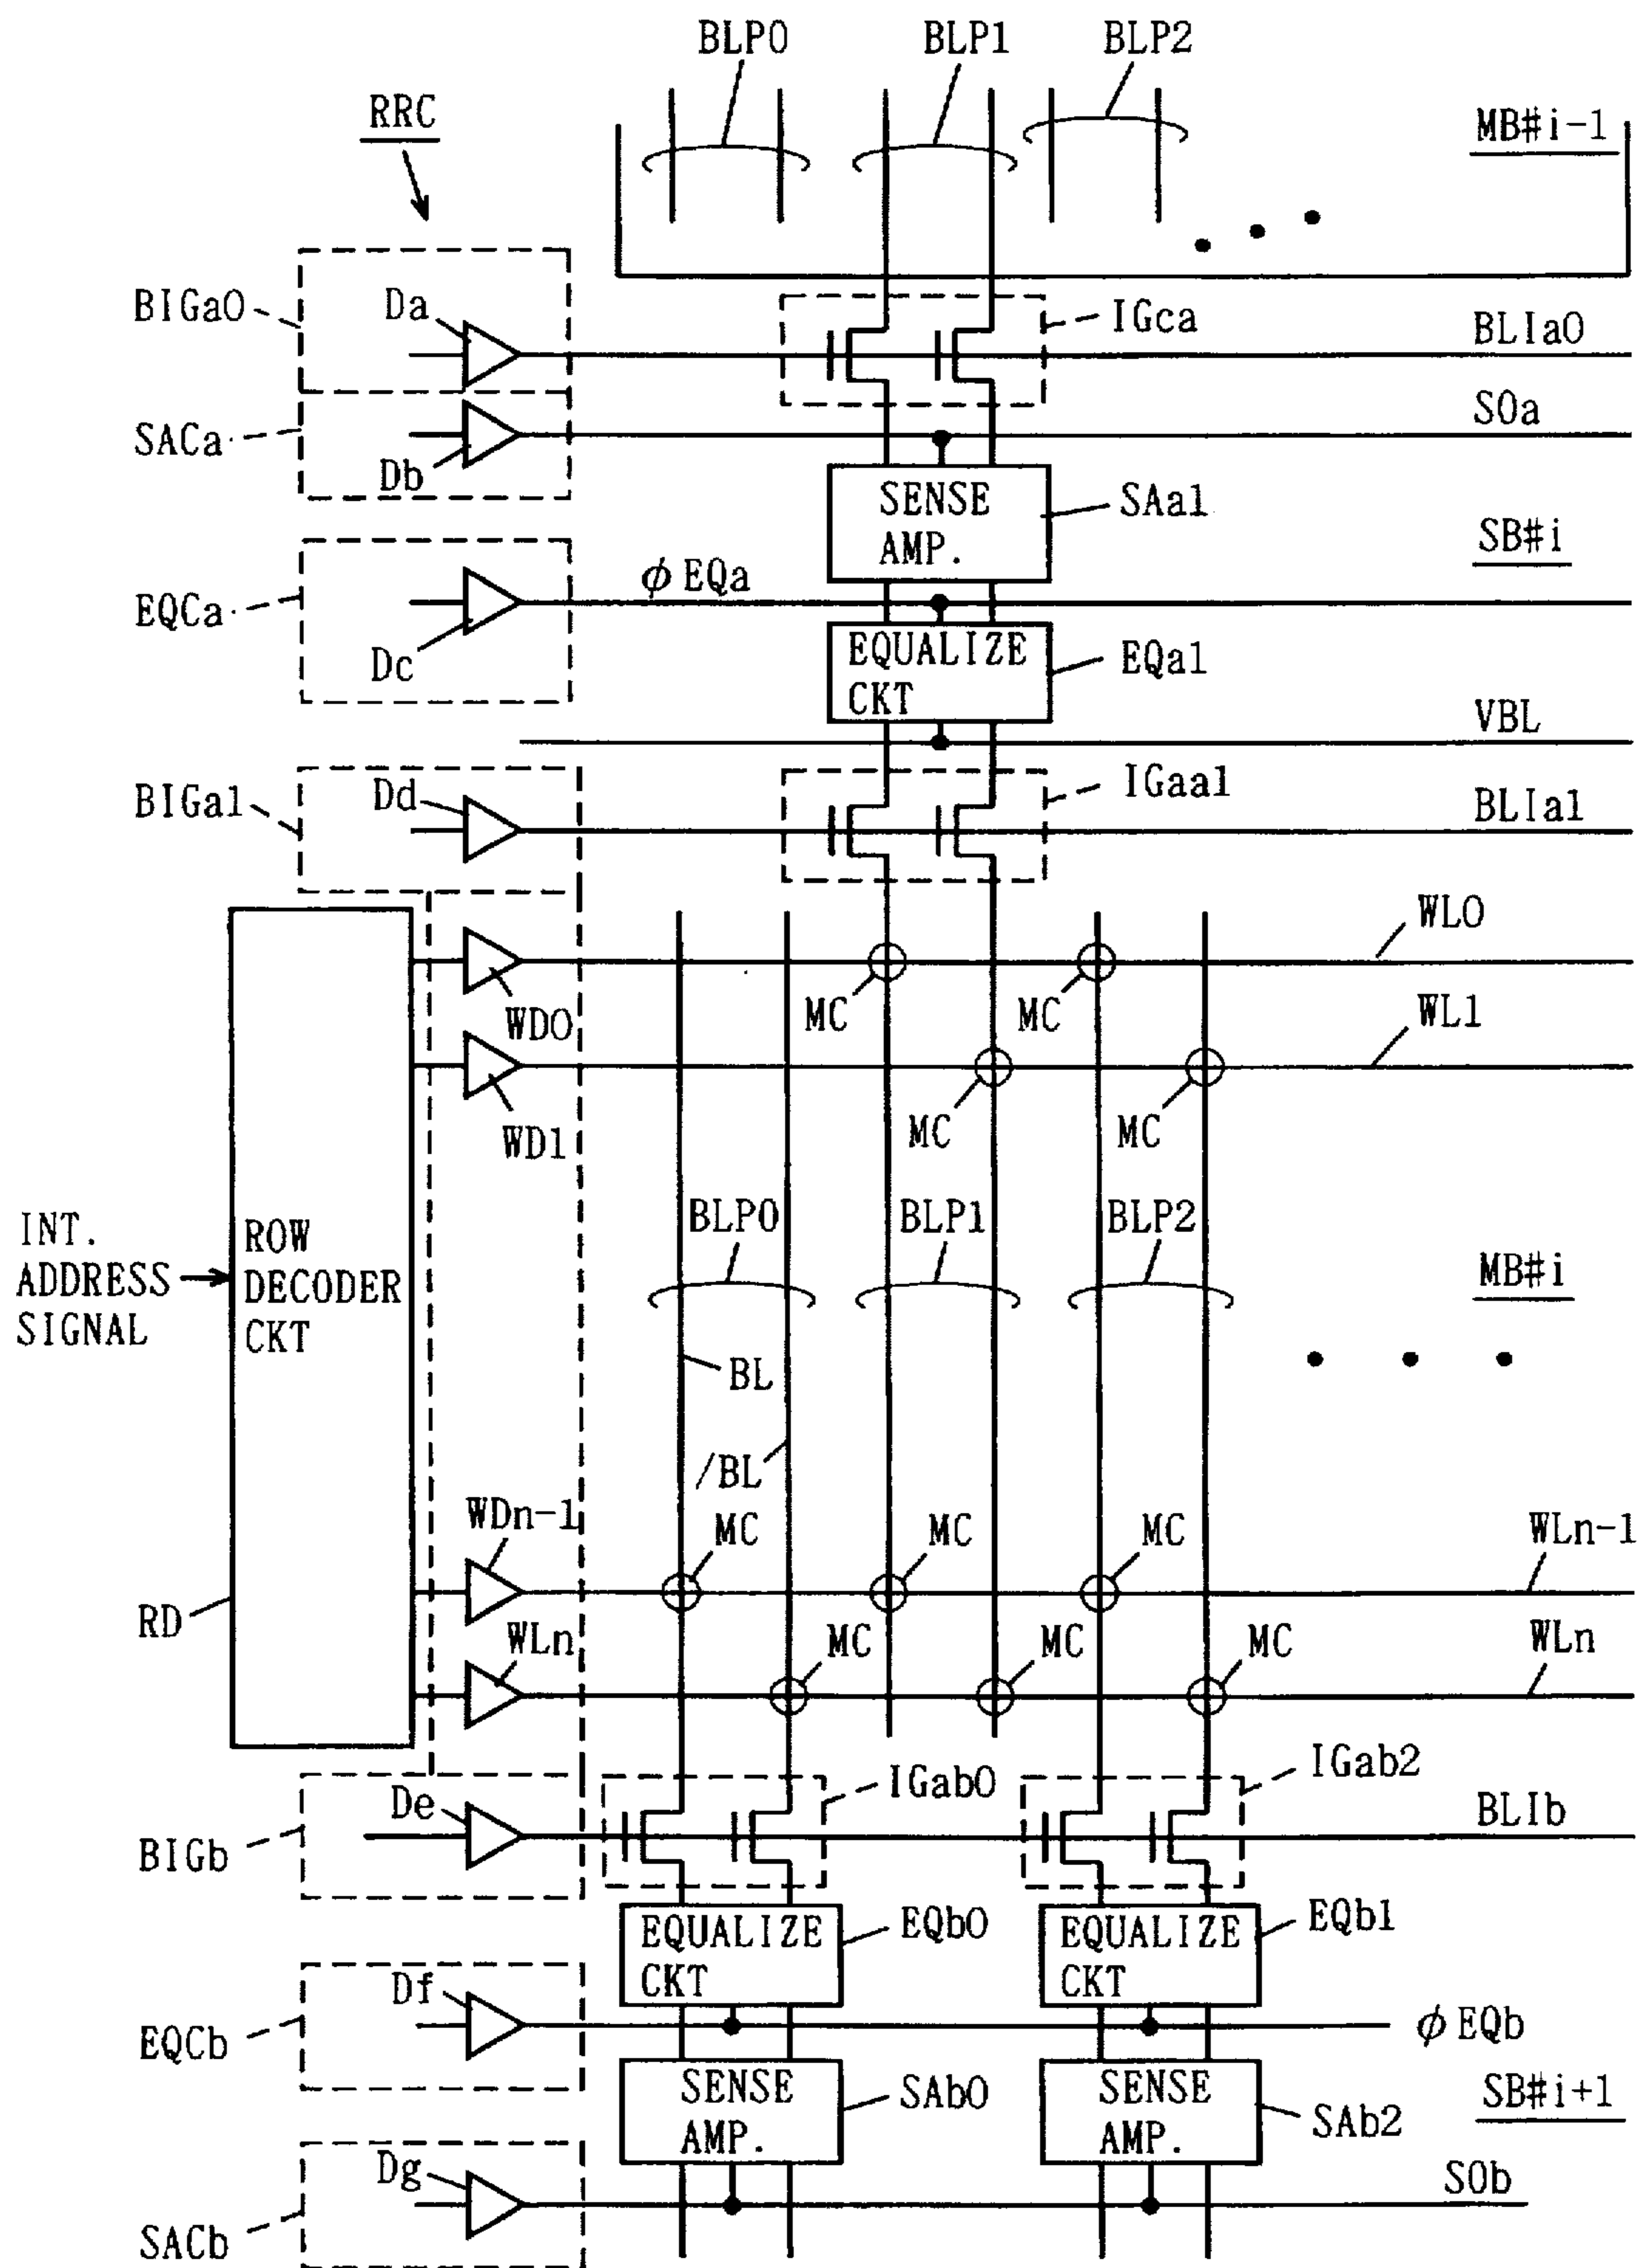 BLP0
BLP1
BLP2
RRC
MB#i-1
BIGa0
Da
IGca
BLIa0
SACa
Db
SOa
SENSE
AMP.
SAa1
SB#i
EQCa
φEQa
Dc
EQUALIZE
CKT
EQa1
VBL
BIGa1
Dd
IGaa1
BLIa1
WL0
WD0
MC
MC
WL1
WD1
MC
MC
INT.
ADDRESS
SIGNAL
ROW
DECODER
CKT
BLP0
BLP1
BLP2
MB#i
BL
/BL
WDn-1
MC
MC
MC
WLn-1
RD
WLn
MC
MC
MC
WLn
De
IGab0
IGab2
BIGb
BLIb
EQUALIZE
CKT
EQb0
EQUALIZE
CKT
EQb1
Df
EQCb
φEQb
SENSE
AMP.
SAb0
SENSE
AMP.
SAb2
SB#i+1
Dg
SACb
SOb